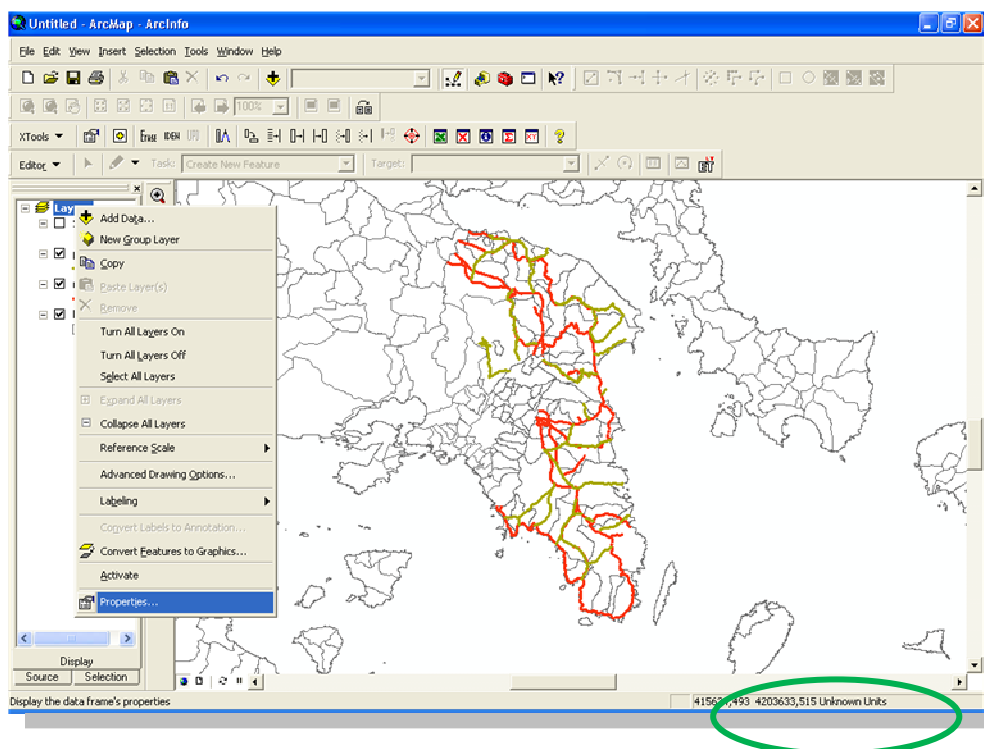 Untitled - ArcMap - ArcInfo
File Edit View Insert Selection Tools Window Help
100%
XTools
Editor Task: Create New Feature Target:
Add Data...
New Group Layer
Copy
Paste Layer(s)
Remove
Turn All Layers On
Turn All Layers Off
Select All Layers
Expand All Layers
Collapse All Layers
Reference Scale
Advanced Drawing Options...
Labeling
Convert Labels to Annotation...
Convert Features to Graphics...
Activate
Properties...
Display
Source Selection
Display the data frame's properties
4203633,515 Unknown Units